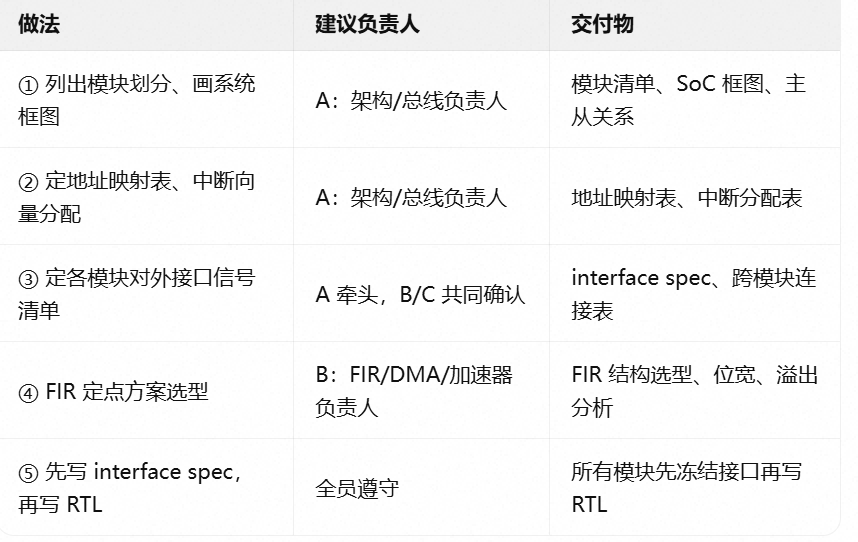 做法 建议负责人 交付物
① 列出模块划分、画系统
框图
A：架构/总线负责人
模块清单、SoC 框图、主
从关系
② 定地址映射表、中断向
量分配
A：架构/总线负责人
地址映射表、中断分配表
③ 定各模块对外接口信号
清单
A 牵头，B/C 共同确认
interface spec、跨模块连
接表
④ FIR 定点方案选型
B：FIR/DMA/加速器
负责人
FIR 结构选型、位宽、溢出
分析
⑤ 先写 interface spec，
再写 RTL
全员遵守
所有模块先冻结接口再写
RTL